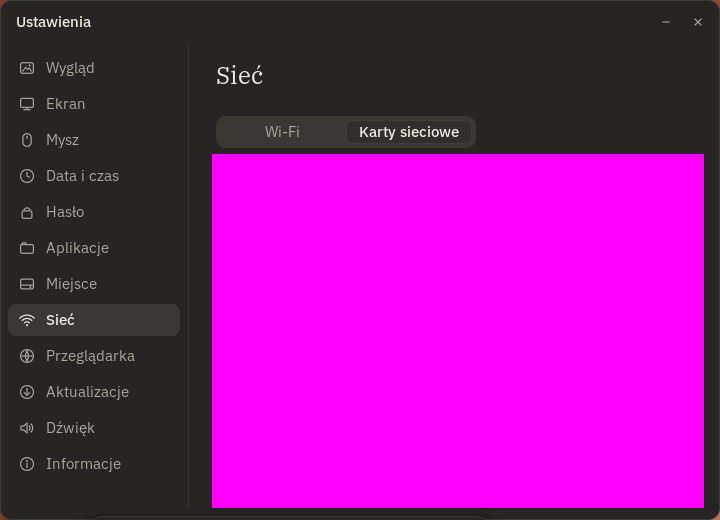 Ustawienia
Wygląd
Ekran
Mysz
Data i czas
Hasło
Aplikacje
Miejsce
Sieć
Przeglądarka
Aktualizacje
Dźwięk
Informacje
Sieć
Wi-Fi
Karty sieciowe